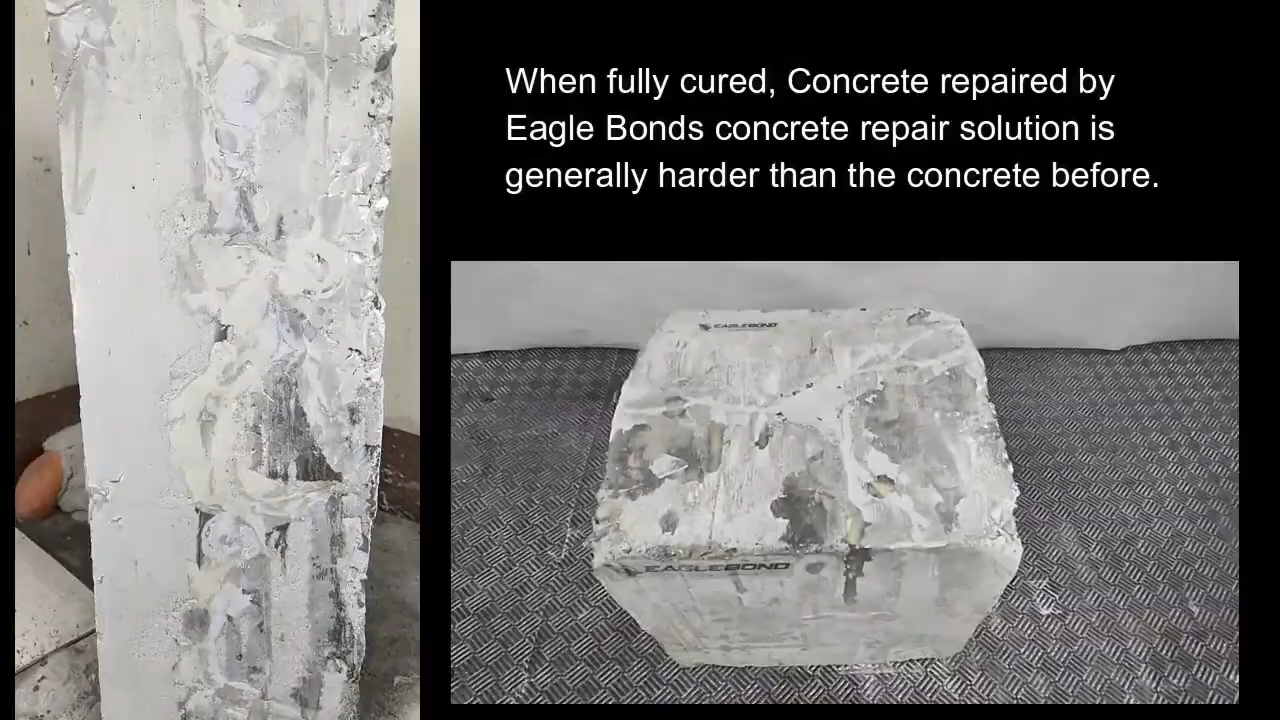 When fully cured, Concrete repaired by
Eagle Bonds concrete repair solution is
generally harder than the concrete before.
EAGLEBOND
EAGLEBOND